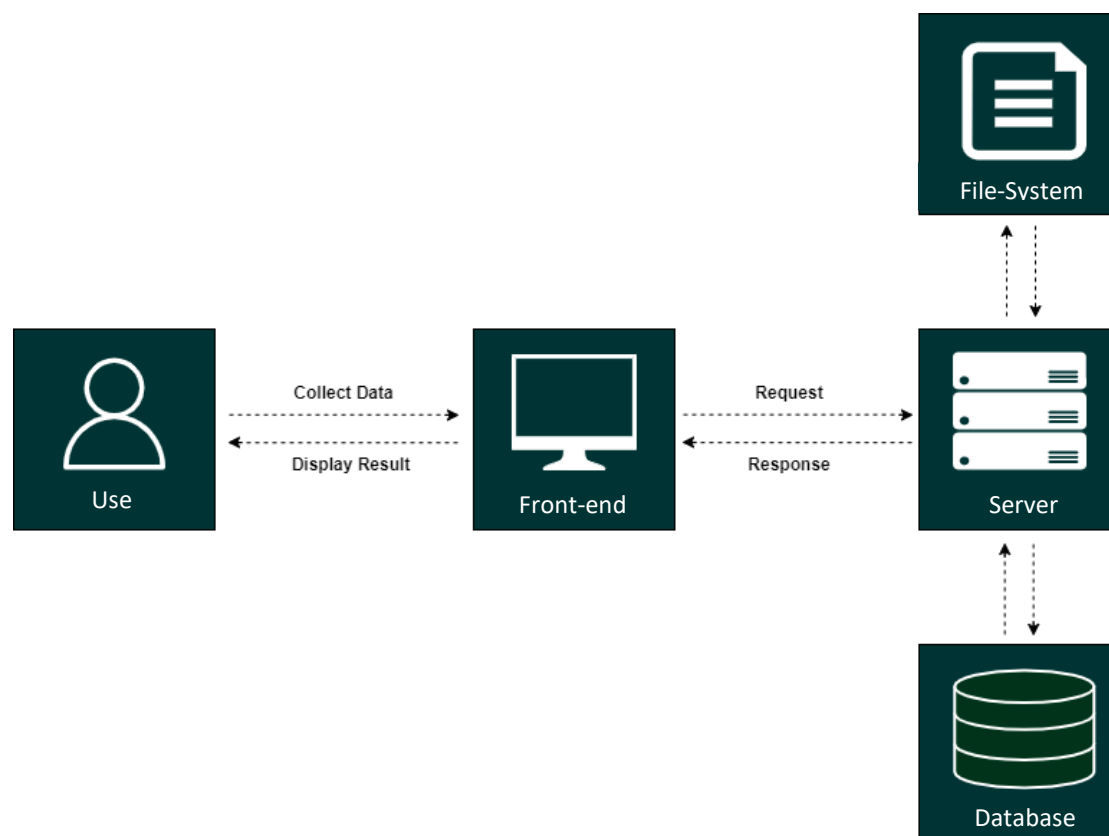 File-System
Collect Data
Request
Display Result
Response
Use
Front-end
Server
Database